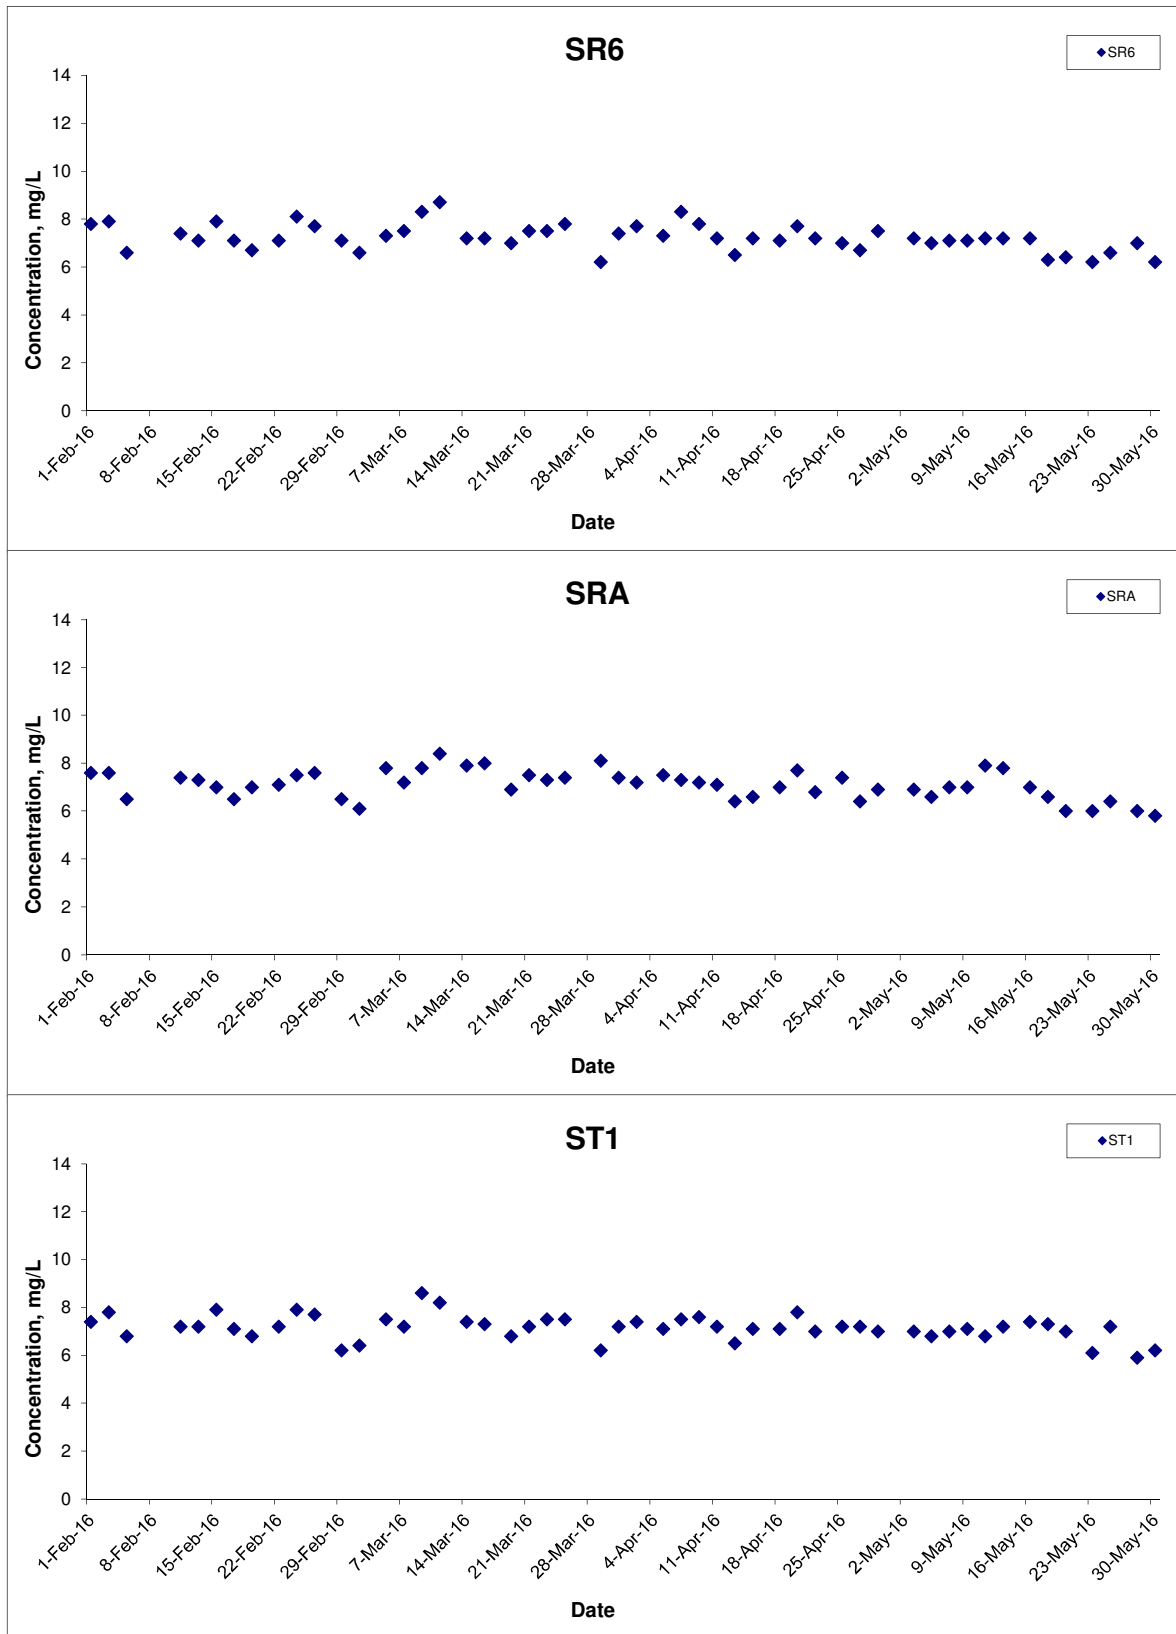 SR6
SR6
14
12
10
8
6
4
2
0
Concentration, mg/L
1-Feb-16
8-Feb-16
15-Feb-16
22-Feb-16
29-Feb-16
7-Mar-16
14-Mar-16
21-Mar-16
28-Mar-16
4-Apr-16
11-Apr-16
18-Apr-16
25-Apr-16
2-May-16
9-May-16
16-May-16
23-May-16
30-May-16
Date
SRA
SRA
14
12
10
8
6
4
2
0
Concentration, mg/L
1-Feb-16
8-Feb-16
15-Feb-16
22-Feb-16
29-Feb-16
7-Mar-16
14-Mar-16
21-Mar-16
28-Mar-16
4-Apr-16
11-Apr-16
18-Apr-16
25-Apr-16
2-May-16
9-May-16
16-May-16
23-May-16
30-May-16
Date
ST1
ST1
14
12
10
8
6
4
2
0
Concentration, mg/L
1-Feb-16
8-Feb-16
15-Feb-16
22-Feb-16
29-Feb-16
7-Mar-16
14-Mar-16
21-Mar-16
28-Mar-16
4-Apr-16
11-Apr-16
18-Apr-16
25-Apr-16
2-May-16
9-May-16
16-May-16
23-May-16
30-May-16
Date